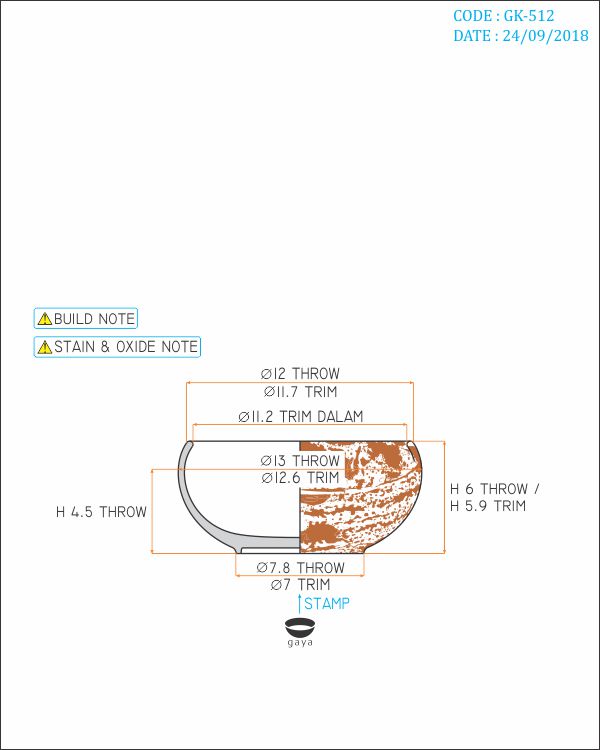 CODE : GK-512
DATE : 24/09/2018
BUILD NOTE
STAIN & OXIDE NOTE
Ø12 THROW
Ø11.7 TRIM
Ø11.2 TRIM DALAM
Ø13 THROW
Ø12.6 TRIM
H 4.5 THROW
H 6 THROW /
H 5.9 TRIM
Ø7.8 THROW
Ø7 TRIM
STAMP
gaya